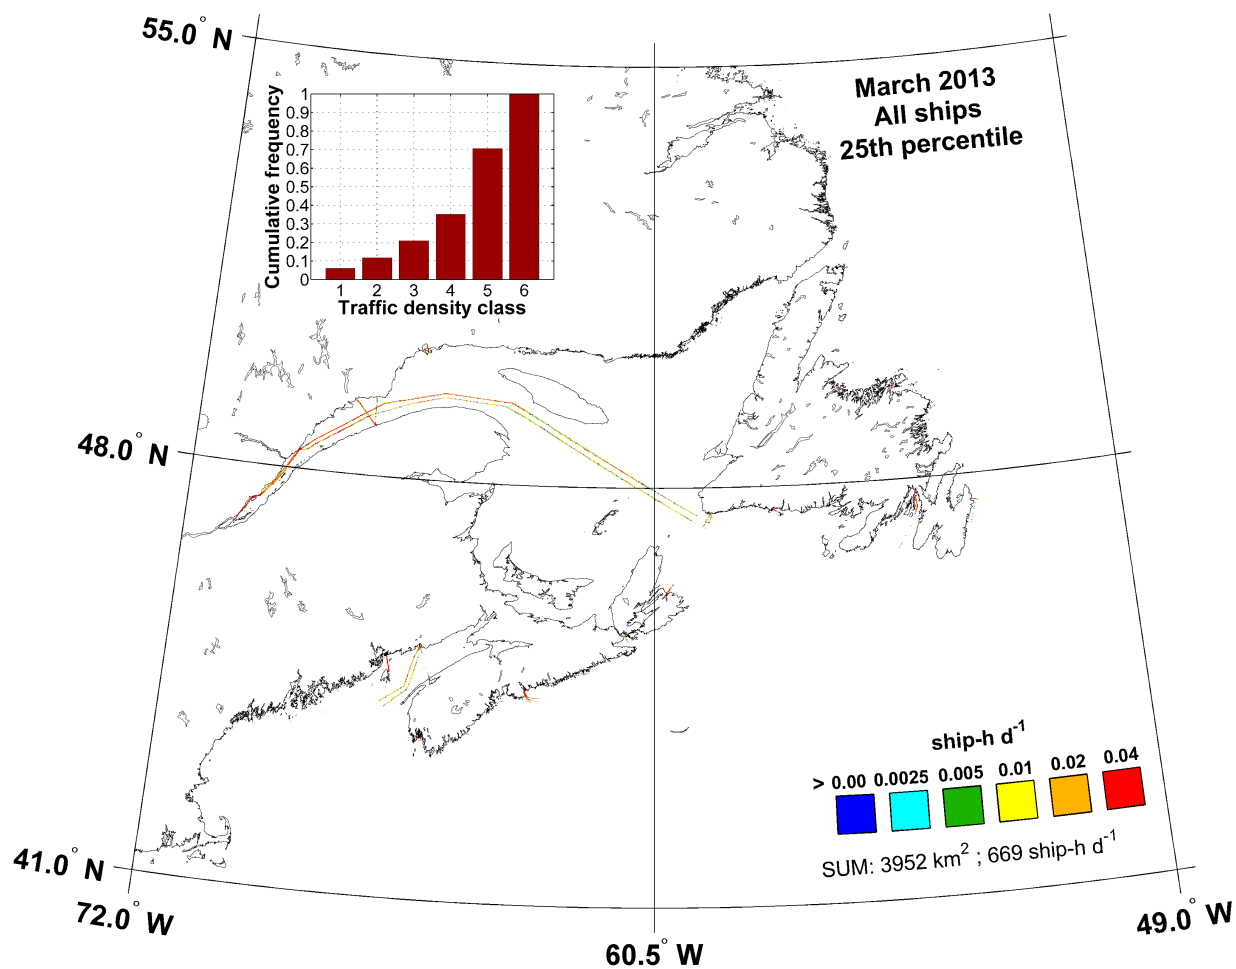 55.0° N
March 2013
All ships
25th percentile
Cumulative frequency
1
0.9
0.8
0.7
0.6
0.5
0.4
0.3
0.2
0.1
0
1 2 3 4 5 6
Traffic density class
48.0° N
ship-h d⁻¹
> 0.00 0.0025 0.005 0.01 0.02 0.04
SUM: 3952 km² ; 669 ship-h d⁻¹
41.0° N
72.0° W
60.5° W
49.0° W